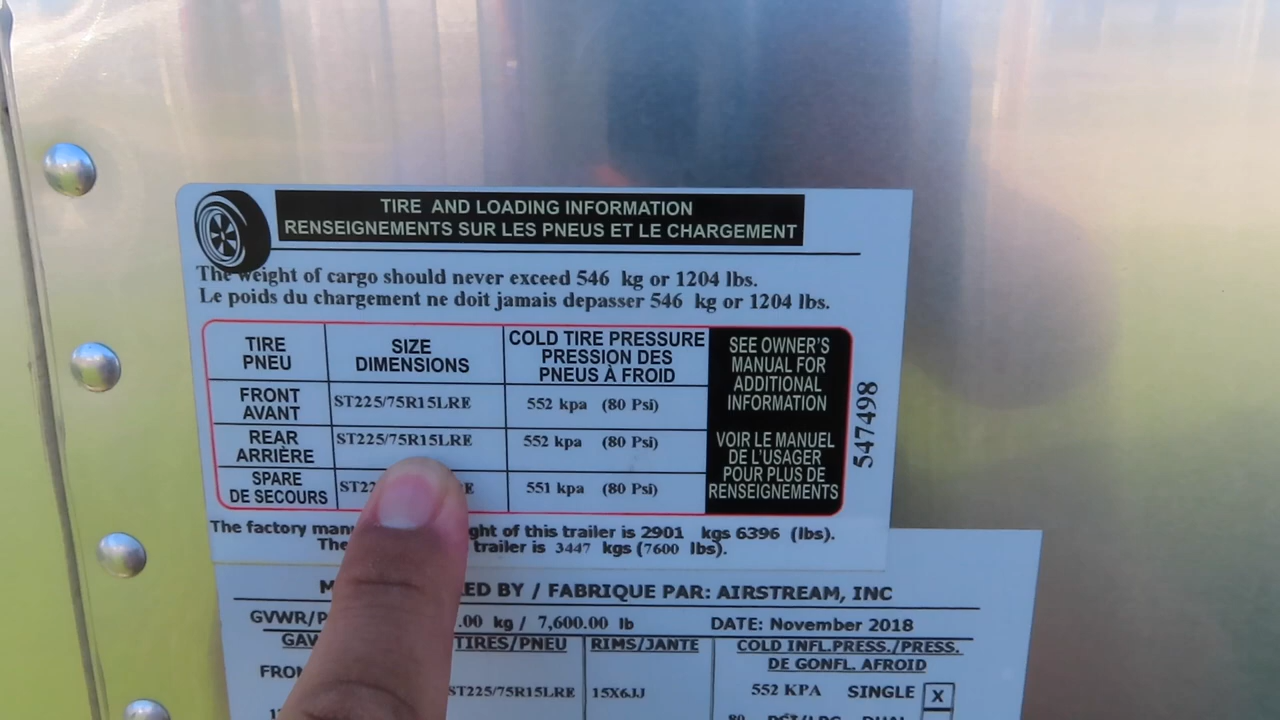 TIRE AND LOADING INFORMATION
RENSEIGNEMENTS SUR LES PNEUS ET LE CHARGEMENT
The weight of cargo should never exceed 546 kg or 1204 lbs.
Le poids du chargement ne doit jamais depasser 546 kg or 1204 lbs.
TIRE
PNEU
SIZE
DIMENSIONS
COLD TIRE PRESSURE
PRESSION DES
PNEUS À FROID
FRONT
AVANT
ST225/75R15LRE
552 kpa (80 Psi)
REAR
ARRIÈRE
ST225/75R15LRE
552 kpa (80 Psi)
SPARE
DE SECOURS
551 kpa (80 Psi)
SEE OWNER'S
MANUAL FOR
ADDITIONAL
INFORMATION
VOIR LE MANUEL
DE L'USAGER
POUR PLUS DE
RENSEIGNEMENTS
547498
The factory of this trailer is 2901 kgs 6396 (lbs).
trailer is 3447 kgs (7600 lbs).
BY / FABRIQUE PAR: AIRSTREAM, INC
kg / 7,600.00 lb DATE: November 2018
TIRES/PNEU RIMS/JANTE COLD INFL.PRESS./PRESS.
DE GONFL. AFROID
ST225/75R15LRE 15X6JJ 552 KPA SINGLE X